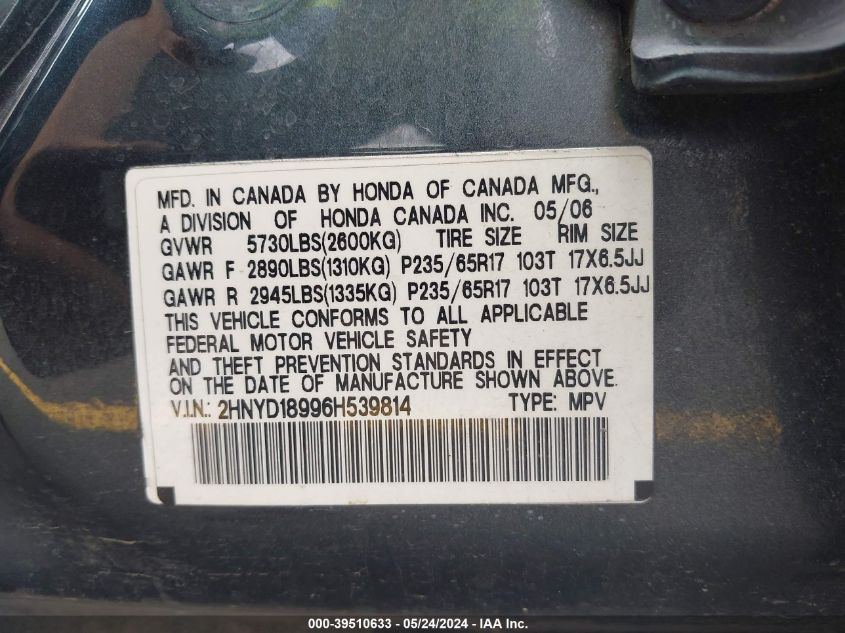 MFD. IN CANADA BY HONDA OF CANADA MFG.,
A DIVISION OF HONDA CANADA INC. 05/06
GVWR 5730LBS(2600KG) TIRE SIZE RIM SIZE
GAWR F 2890LBS(1310KG) P235/65R17 103T 17X6.5JJ
GAWR R 2945LBS(1335KG) P235/65R17 103T 17X6.5JJ
THIS VEHICLE CONFORMS TO ALL APPLICABLE
FEDERAL MOTOR VEHICLE SAFETY
AND THEFT PREVENTION STANDARDS IN EFFECT
ON THE DATE OF MANUFACTURE SHOWN ABOVE.
V.I.N.: 2HNYD18996H539814 TYPE: MPV
000-39510633 - 05/24/2024 - IAA Inc.